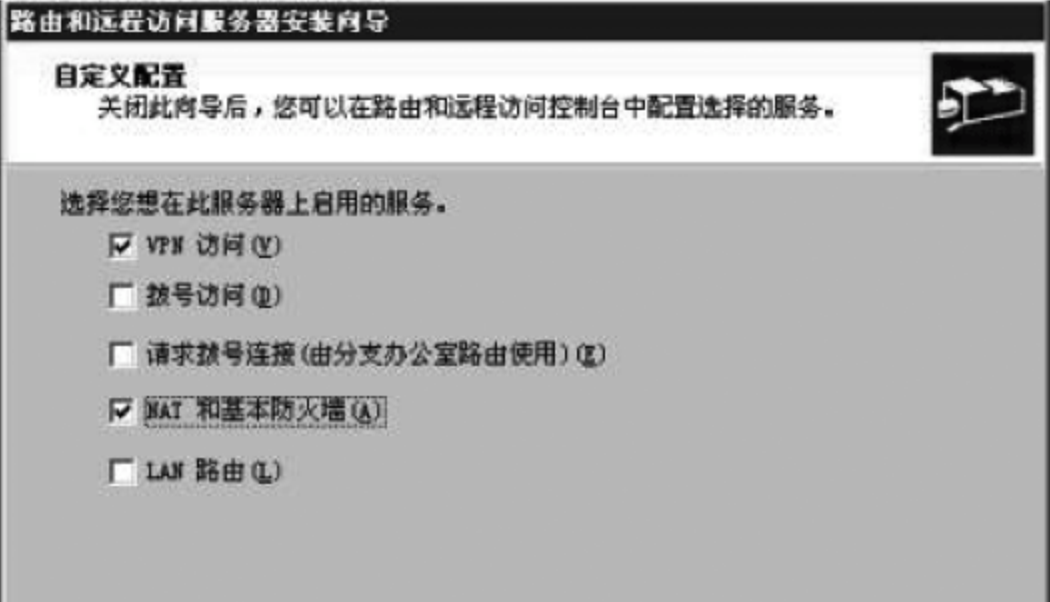 路由和远程访问服务器安装向导
自定义配置
关闭此向导后，您可以在路由和远程访问控制台中配置选择的服务。
选择您想在此服务器上启用的服务。
VPN 访问(V)
拨号访问(D)
请求拨号连接(由分支办公室路由使用)(E)
NAT 和基本防火墙(A)
LAN 路由(L)